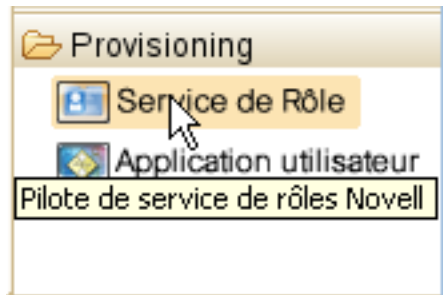 Provisioning
Service de Rôle
Application utilisateur
Pilote de service de rôles Novell